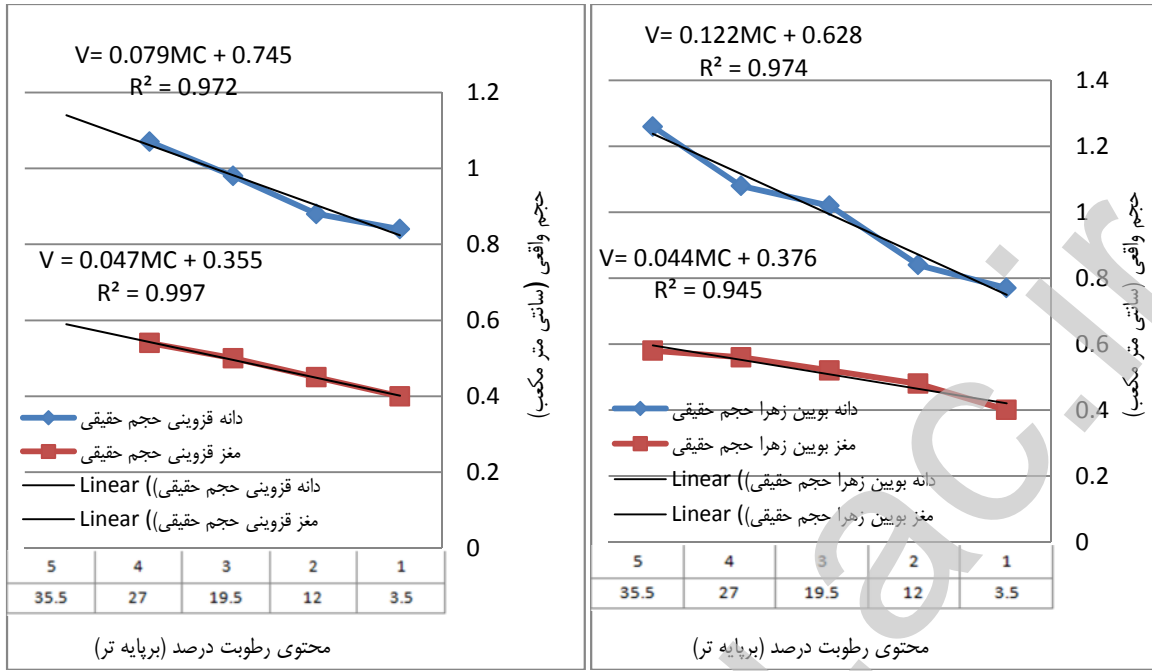 V= 0.079MC + 0.745
R² = 0.972
V = 0.047MC + 0.355
R² = 0.997
1.2
1
0.8
0.6
0.4
0.2
0
حجم واقعی (سانتی متر مکعب)
دانه قزوینی حجم حقیقی
مغز قزوینی حجم حقیقی
Linear (دانه قزوینی حجم حقیقی)
Linear (مغز قزوینی حجم حقیقی)
5 4 3 2 1
35.5 27 19.5 12 3.5
محتوی رطوبت درصد (برپایه تر)
V= 0.122MC + 0.628
R² = 0.974
V = 0.044MC + 0.376
R² = 0.945
1.4
1.2
1
0.8
0.6
0.4
0.2
0
حجم واقعی (سانتی متر مکعب)
دانه بویین زهرا حجم حقیقی
مغز بویین زهرا حجم حقیقی
Linear (دانه بویین زهرا حجم حقیقی)
Linear (مغز بویین زهرا حجم حقیقی)
5 4 3 2 1
35.5 27 19.5 12 3.5
محتوی رطوبت درصد (برپایه تر)
ac.ir